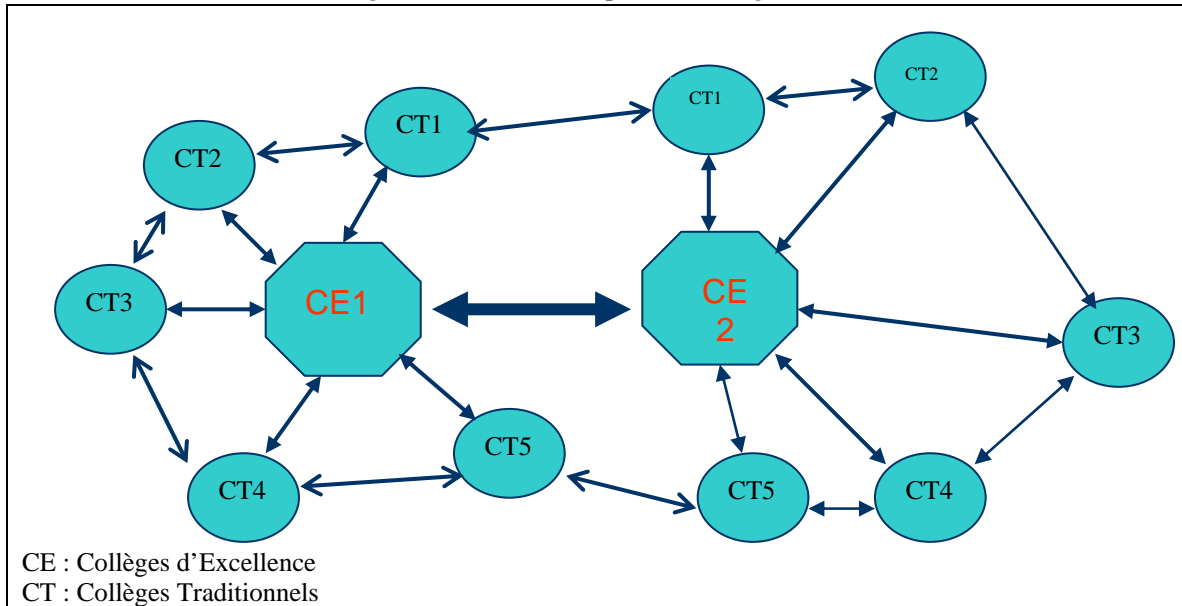 CT2
CT1
CT1
CT2
CT3
CE1
CE
2
CT3
CT5
CT4
CT5
CT4
CE : Collèges d’Excellence
CT : Collèges Traditionnels